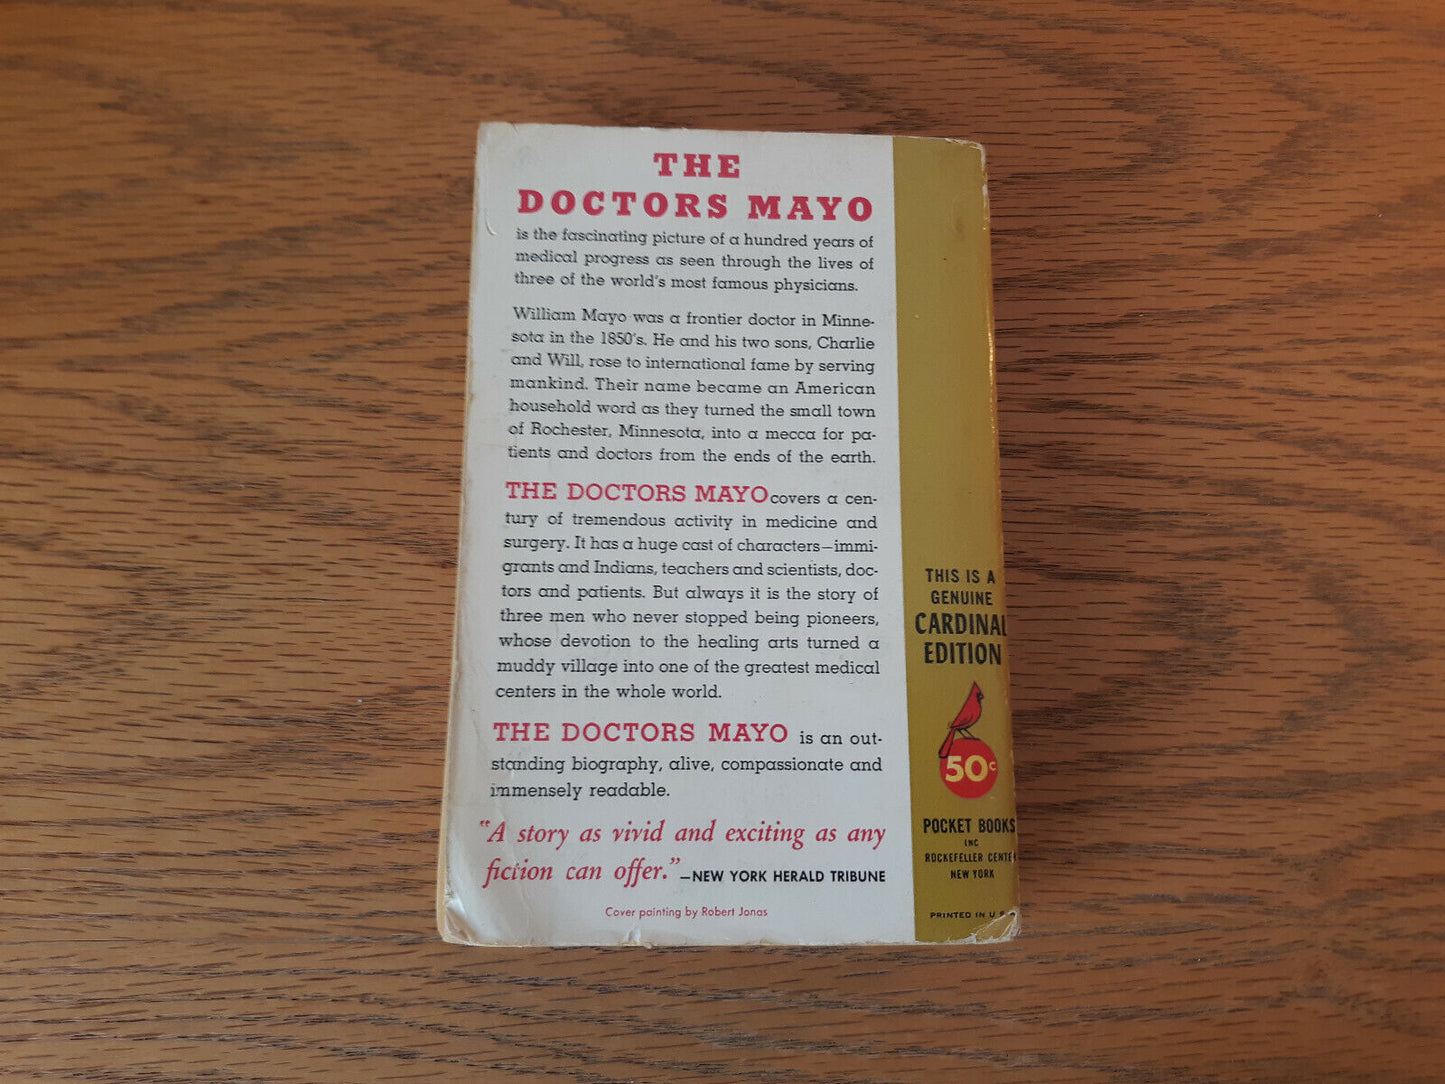 THE
DOCTORS MAYO
is the fascinating picture of a hundred years of
medical progress as seen through the lives of
three of the world's most famous physicians.
William Mayo was a frontier doctor in Minne-
sota in the 1850's. He and his two sons, Charlie
and Will, rose to international fame by serving
mankind. Their name became an American
household word as they turned the small town
of Rochester, Minnesota, into a mecca for pa-
tients and doctors from the ends of the earth.
THE DOCTORS MAYO covers a cen-
tury of tremendous activity in medicine and
surgery. It has a huge cast of characters—immi-
grants and Indians, teachers and scientists, doc-
tors and patients. But always it is the story of
three men who never stopped being pioneers,
whose devotion to the healing arts turned a
muddy village into one of the greatest medical
centers in the whole world.
THE DOCTORS MAYO is an out-
standing biography, alive, compassionate and
immensely readable.
"A story as vivid and exciting as any
fiction can offer."—NEW YORK HERALD TRIBUNE
Cover painting by Robert Jonas
THIS IS A
GENUINE
CARDINAL
EDITION
50c
POCKET BOOKS
INC
ROCKEFELLER CENTER
NEW YORK
PRINTED IN U S